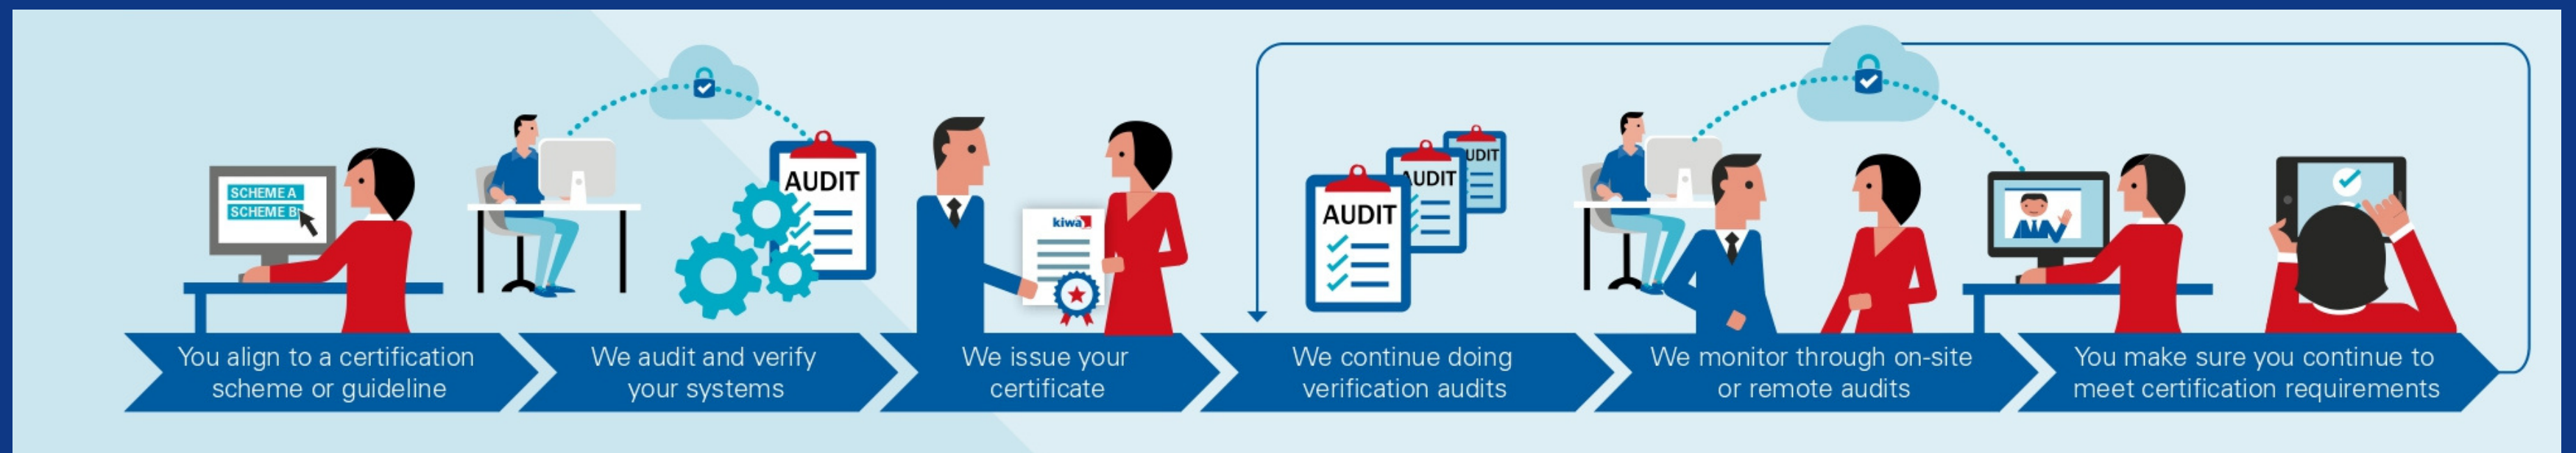 SCHEME A
SCHEME B
AUDIT
kiwa
AUDIT
AUDIT
AUDIT
You align to a certification
scheme or guideline
We audit and verify
your systems
We issue your
certificate
We continue doing
verification audits
We monitor through on-site
or remote audits
You make sure you continue to
meet certification requirements